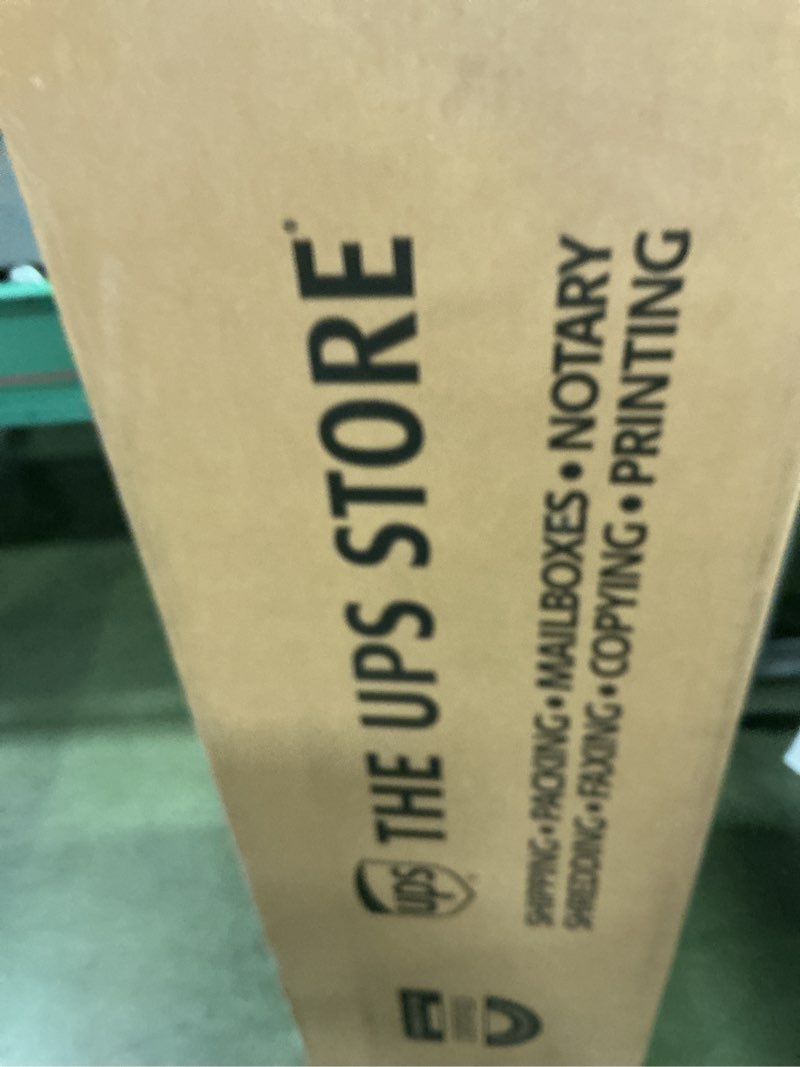 THE UPS STORE
ups
SHIPPING • PACKING • MAILBOXES • NOTARY
SHREDDING • FAXING • COPYING • PRINTING